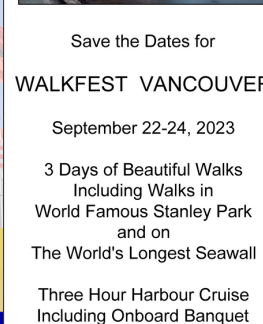 Save the Dates for
WALKFEST VANCOUVER
September 22-24, 2023
3 Days of Beautiful Walks
Including Walks in
World Famous Stanley Park
and on
The World's Longest Seawall
Three Hour Harbour Cruise
Including Onboard Banquet